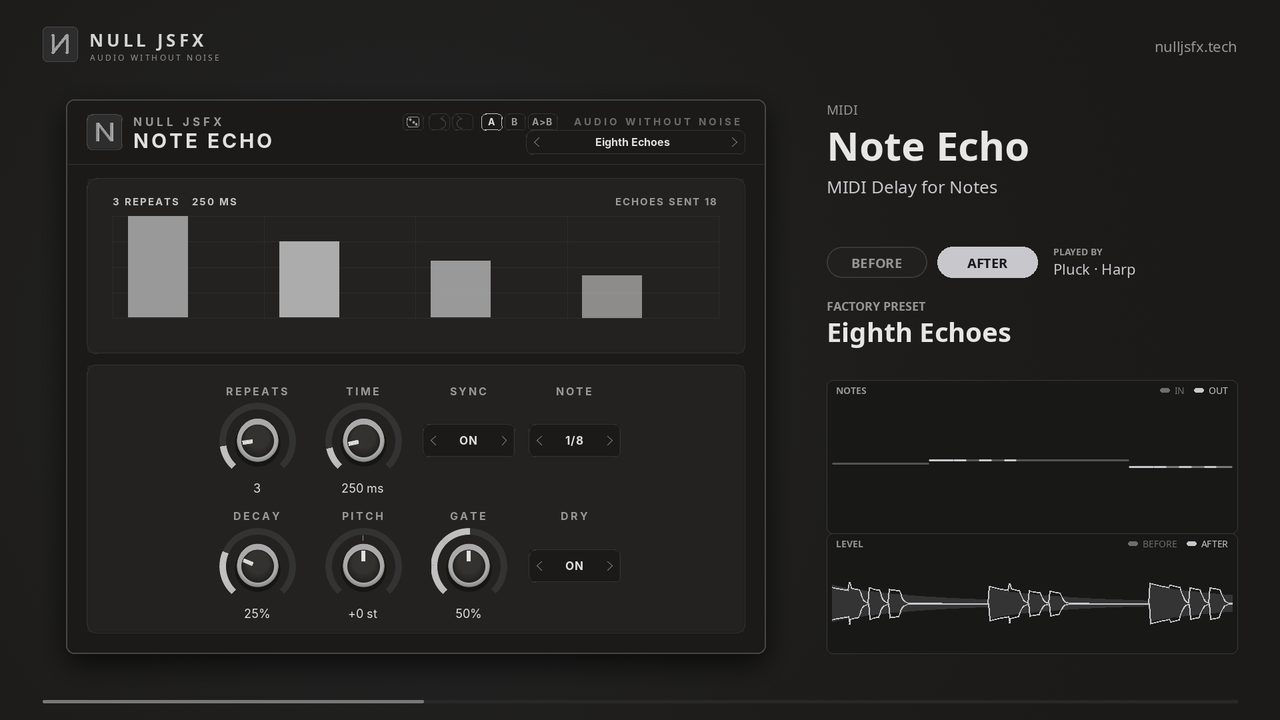 NULL JSFX
AUDIO WITHOUT NOISE
nulljsfx.tech
N
NULL JSFX
NOTE ECHO
A B A>B
AUDIO WITHOUT NOISE
Eighth Echoes
3 REPEATS 250 MS
ECHOES SENT 18
REPEATS TIME SYNC NOTE
ON 1/8
3 250 ms
DECAY PITCH GATE DRY
ON
25% +0 st 50%
MIDI
Note Echo
MIDI Delay for Notes
BEFORE AFTER
PLAYED BY
Pluck · Harp
FACTORY PRESET
Eighth Echoes
NOTES IN OUT
LEVEL BEFORE AFTER